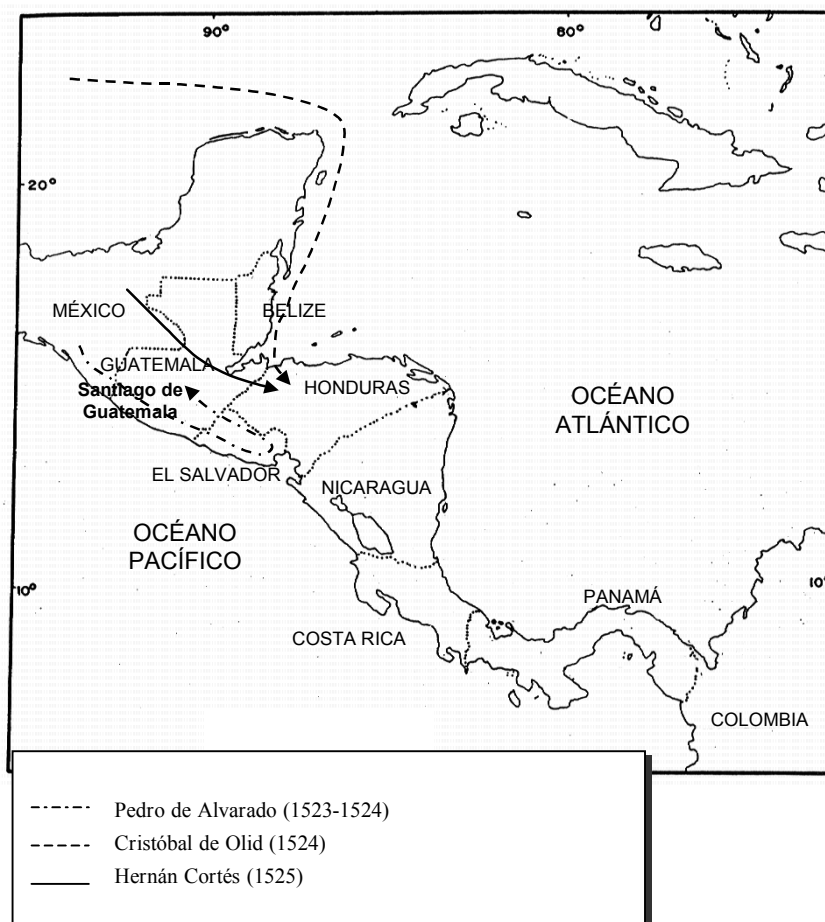 90° 80°
20°
MÉXICO
BELIZE
GUATEMALA
Santiago de
Guatemala
HONDURAS
OCÉANO
ATLÁNTICO
EL SALVADOR
NICARAGUA
OCÉANO
PACÍFICO
10° 10°
PANAMÁ
COSTA RICA
COLOMBIA
Pedro de Alvarado (1523-1524)
Cristóbal de Olid (1524)
Hernán Cortés (1525)